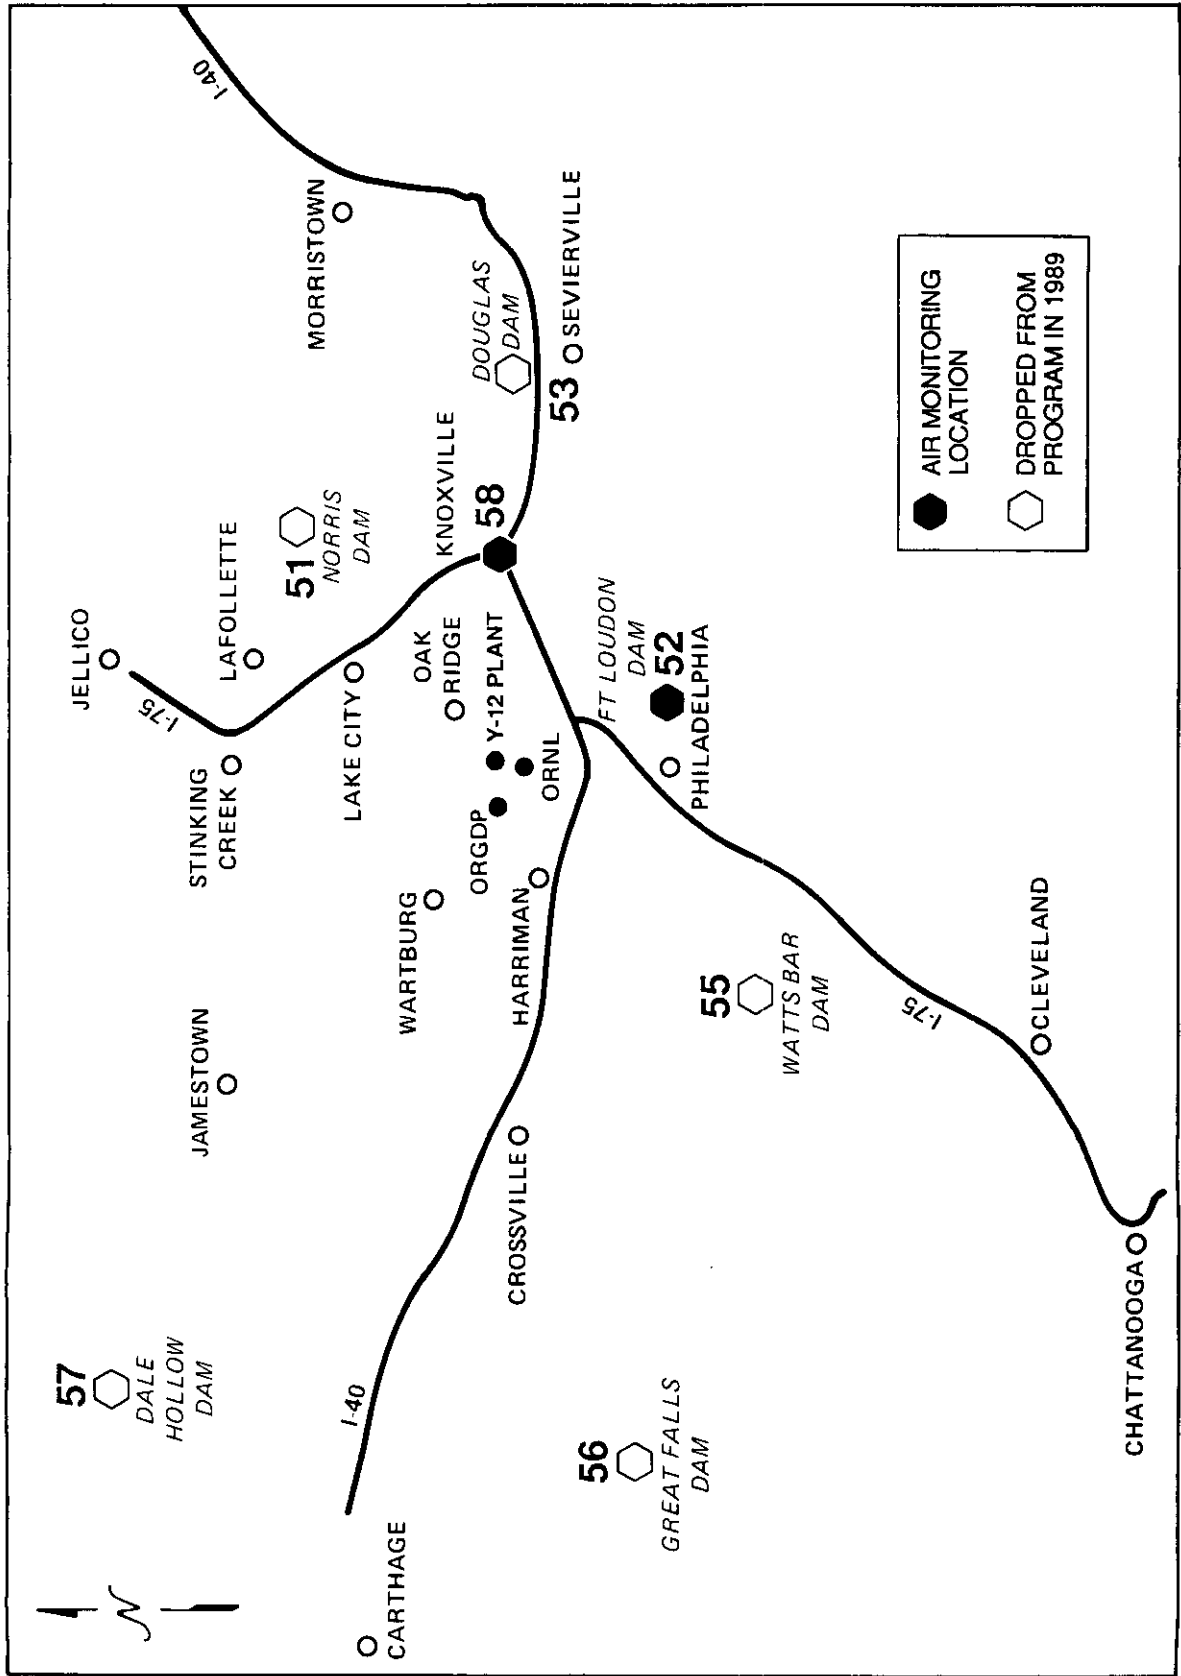 57
DALE
HOLLOW
DAM
JELLICO
I-75
I-40
STINKING
CREEK
LAFOLLETTE
JAMESTOWN
51
NORRIS
DAM
MORRISTOWN
LAKE CITY
I-40
CARTHAGE
WARTBURG
OAK
RIDGE
KNOXVILLE
58
DOUGLAS
DAM
53
SEVIERVILLE
ORGDP
Y-12 PLANT
ORNL
HARRIMAN
CROSSVILLE
56
GREAT FALLS
DAM
FT LOUDON
DAM
52
PHILADELPHIA
55
WATTS BAR
DAM
I-75
CLEVELAND
CHATTANOOGA
AIR MONITORING
LOCATION
DROPPED FROM
PROGRAM IN 1989
N